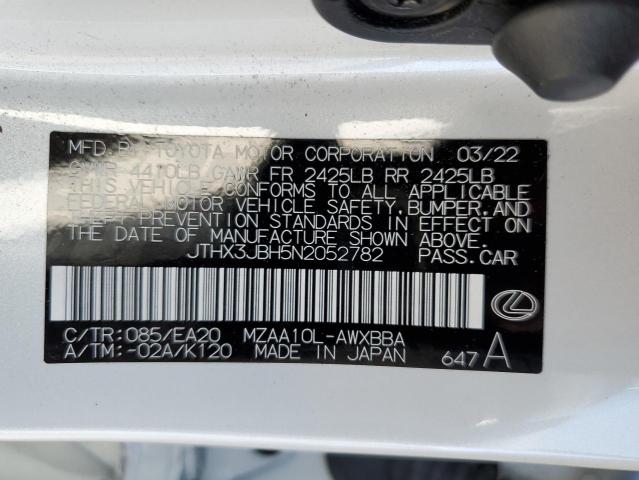 MFD. BY TOYOTA MOTOR CORPORATION 03/22
GVWR 4410LB GAWR FR 2425LB RR 2425LB
THIS VEHICLE CONFORMS TO ALL APPLICABLE
FEDERAL MOTOR VEHICLE SAFETY, BUMPER, AND
THEFT PREVENTION STANDARDS IN EFFECT ON
THE DATE OF MANUFACTURE SHOWN ABOVE.
JTHX3JBH5N2052782 PASS.CAR
C/TR:085/EA20 MZAA10L-AWXBBA
A/TM:-02A/K120 MADE IN JAPAN 647 A